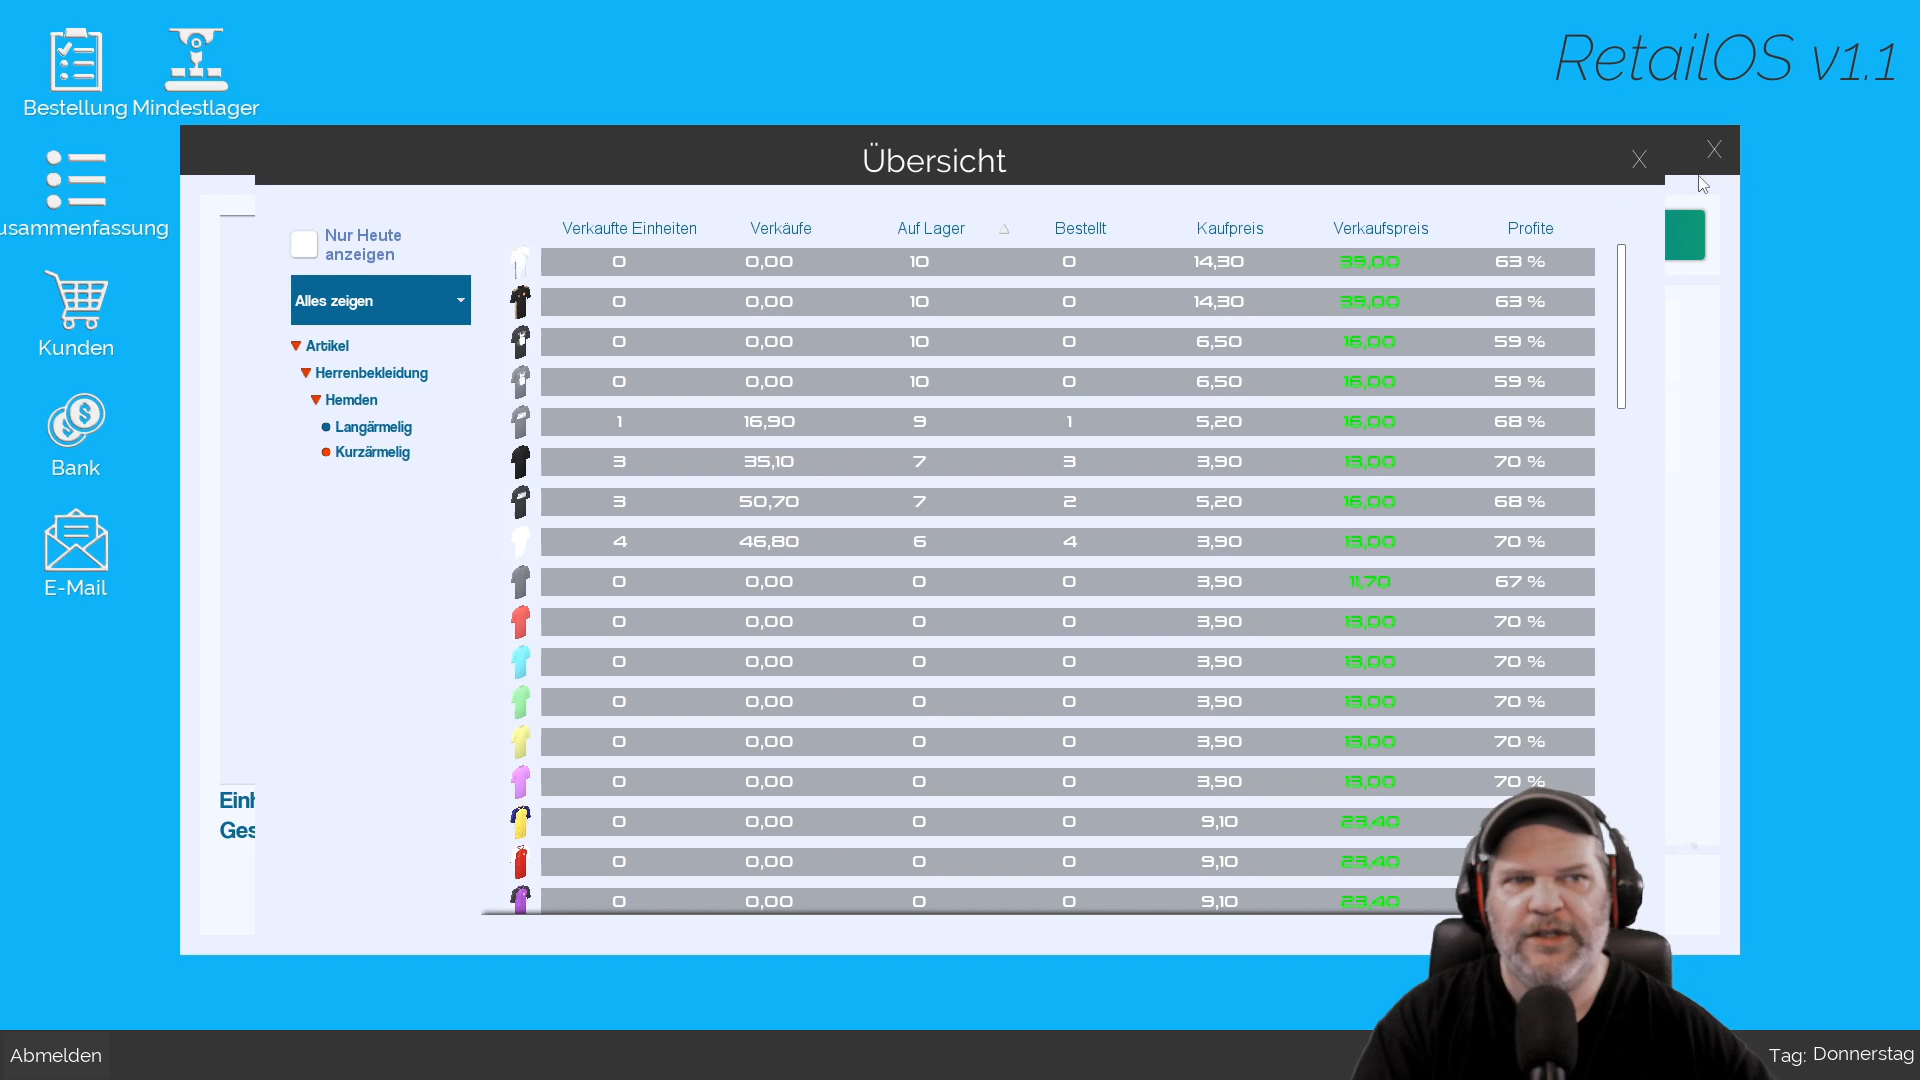 RetailOS v1.1
Bestellung
Mindestlager
usammenfassung
Kunden
Bank
E-Mail
Übersicht
X
X
Nur Heute
anzeigen
Alles zeigen
Artikel
Herrenbekleidung
Hemden
Langärmelig
Kurzärmelig
Einh
Ges
Verkaufte Einheiten Verkäufe Auf Lager Bestellt Kaufpreis Verkaufspreis Profite
0 0,00 10 0 14,30 39,00 63 %
0 0,00 10 0 14,30 39,00 63 %
0 0,00 10 0 6,50 16,00 59 %
0 0,00 10 0 6,50 16,00 59 %
1 16,90 9 1 5,20 16,00 68 %
3 35,10 7 3 3,90 13,00 70 %
3 50,70 7 2 5,20 16,00 68 %
4 46,80 6 4 3,90 13,00 70 %
0 0,00 0 0 3,90 11,70 67 %
0 0,00 0 0 3,90 13,00 70 %
0 0,00 0 0 3,90 13,00 70 %
0 0,00 0 0 3,90 13,00 70 %
0 0,00 0 0 3,90 13,00 70 %
0 0,00 0 0 3,90 13,00 70 %
0 0,00 0 0 9,10 23,40
0 0,00 0 0 9,10 23,40
0 0,00 0 0 9,10 23,40
Abmelden
Tag: Donnerstag